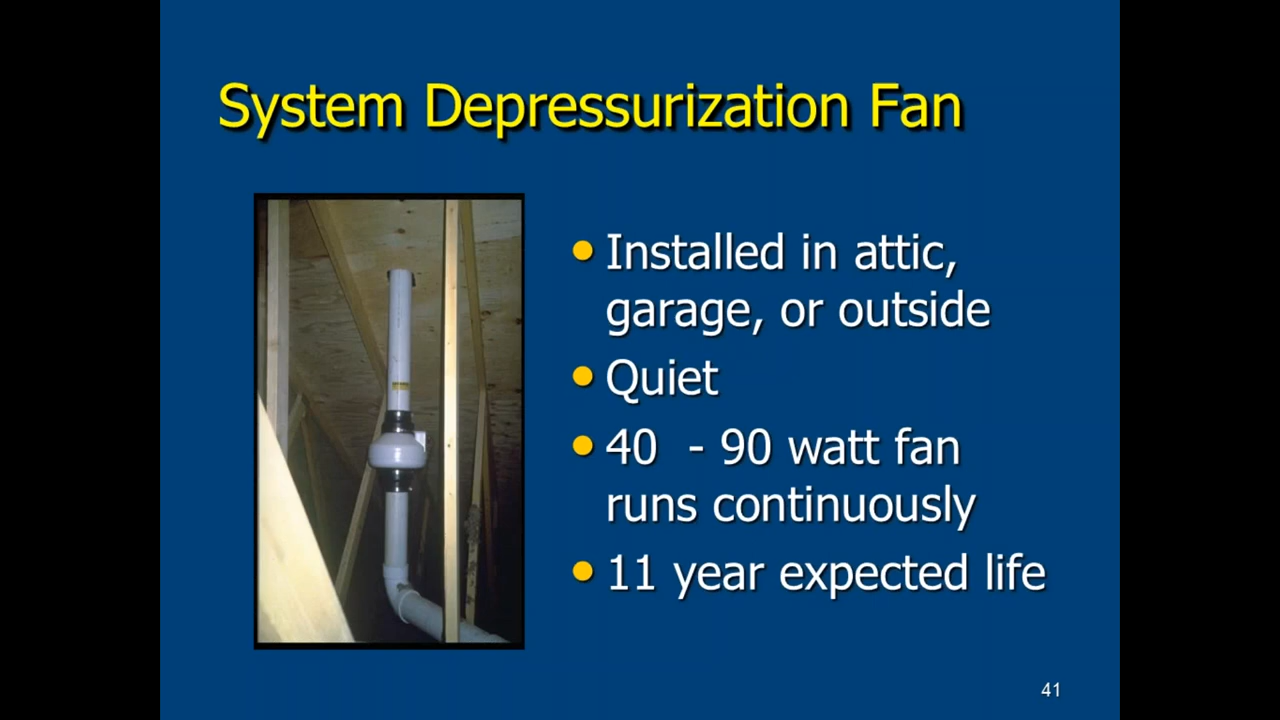 System Depressurization Fan
• Installed in attic,
garage, or outside
• Quiet
• 40 - 90 watt fan
runs continuously
• 11 year expected life
41